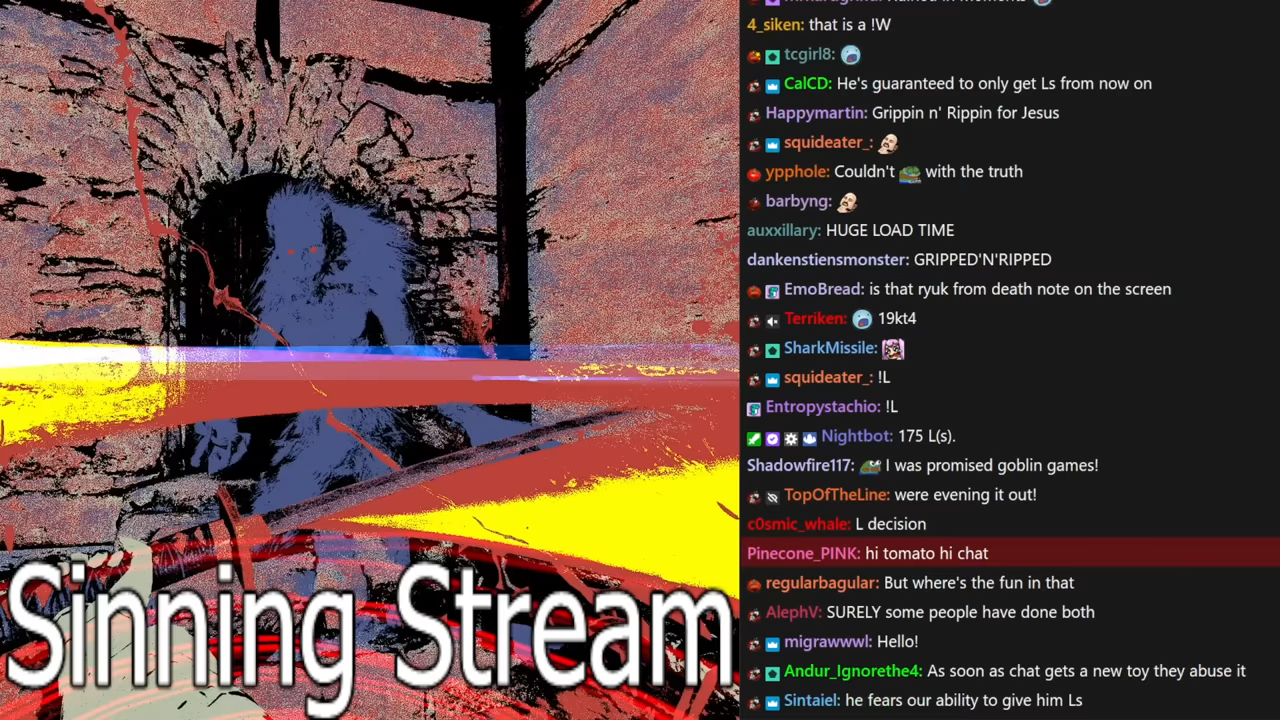 4_siken: that is a !W
tcgirl8:
CalCD: He's guaranteed to only get Ls from now on
Happymartin: Grippin n' Rippin for Jesus
squideater_:
ypphole: Couldn't with the truth
barbyng:
auxxillary: HUGE LOAD TIME
dankenstiensmonster: GRIPPED'N'RIPPED
EmoBread: is that ryuk from death note on the screen
Terriken: 19kt4
SharkMissile:
squideater_: !L
Entropystachio: !L
Nightbot: 175 L(s).
Shadowfire117: I was promised goblin games!
TopOfTheLine: were evening it out!
c0smic_whale: L decision
Pinecone_PINK: hi tomato hi chat
regularbagular: But where's the fun in that
AlephV: SURELY some people have done both
migrawwwl: Hello!
Andur_Ignorethe4: As soon as chat gets a new toy they abuse it
Sintaiel: he fears our ability to give him Ls
Sinning Stream